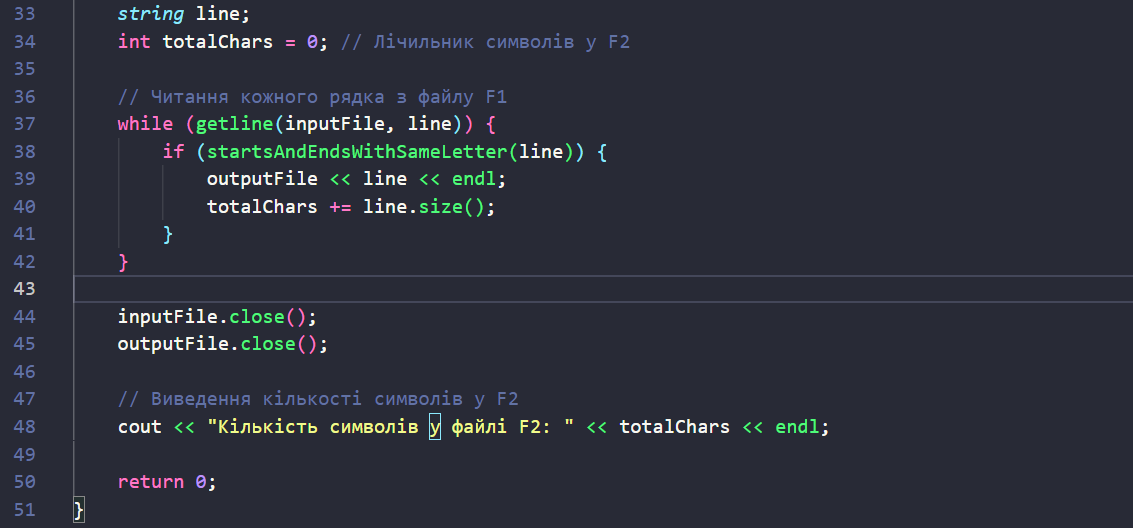 33 string line;
34 int totalChars = 0; // Лічильник символів у F2
35
36 // Читання кожного рядка з файлу F1
37 while (getline(inputFile, line)) {
38 if (startsAndEndsWithSameLetter(line)) {
39 outputFile << line << endl;
40 totalChars += line.size();
41 }
42 }
43
44 inputFile.close();
45 outputFile.close();
46
47 // Виведення кількості символів у F2
48 cout << "Кількість символів у файлі F2: " << totalChars << endl;
49
50 return 0;
51 }